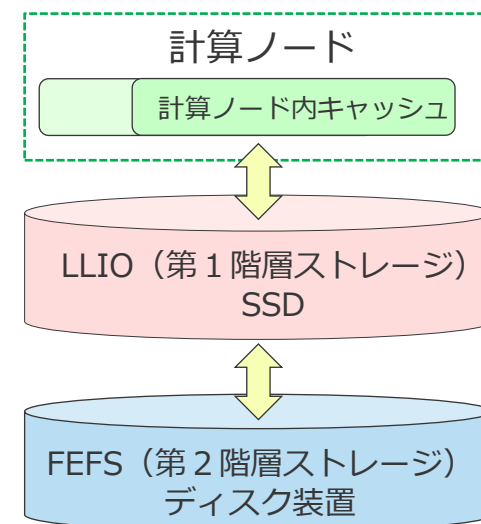 計算ノード
計算ノード内キャッシュ
LLIO（第１階層ストレージ）
SSD
FEFS（第２階層ストレージ）
ディスク装置